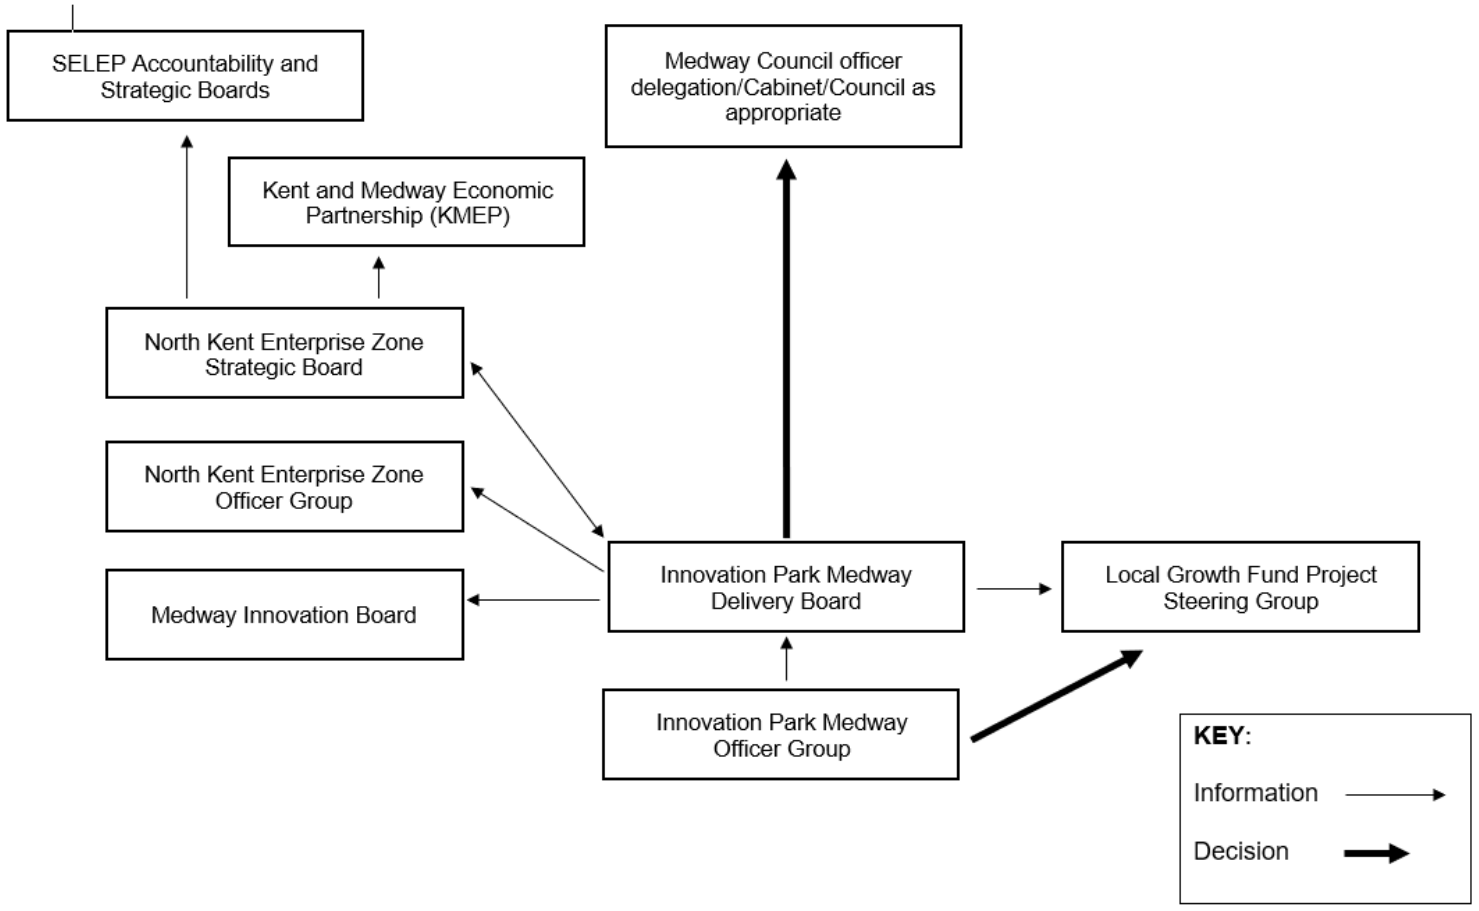 SELEP Accountability and
Strategic Boards
Medway Council officer
delegation/Cabinet/Council as
appropriate
Kent and Medway Economic
Partnership (KMEP)
North Kent Enterprise Zone
Strategic Board
North Kent Enterprise Zone
Officer Group
Medway Innovation Board
Innovation Park Medway
Delivery Board
Local Growth Fund Project
Steering Group
Innovation Park Medway
Officer Group
KEY:
Information
Decision